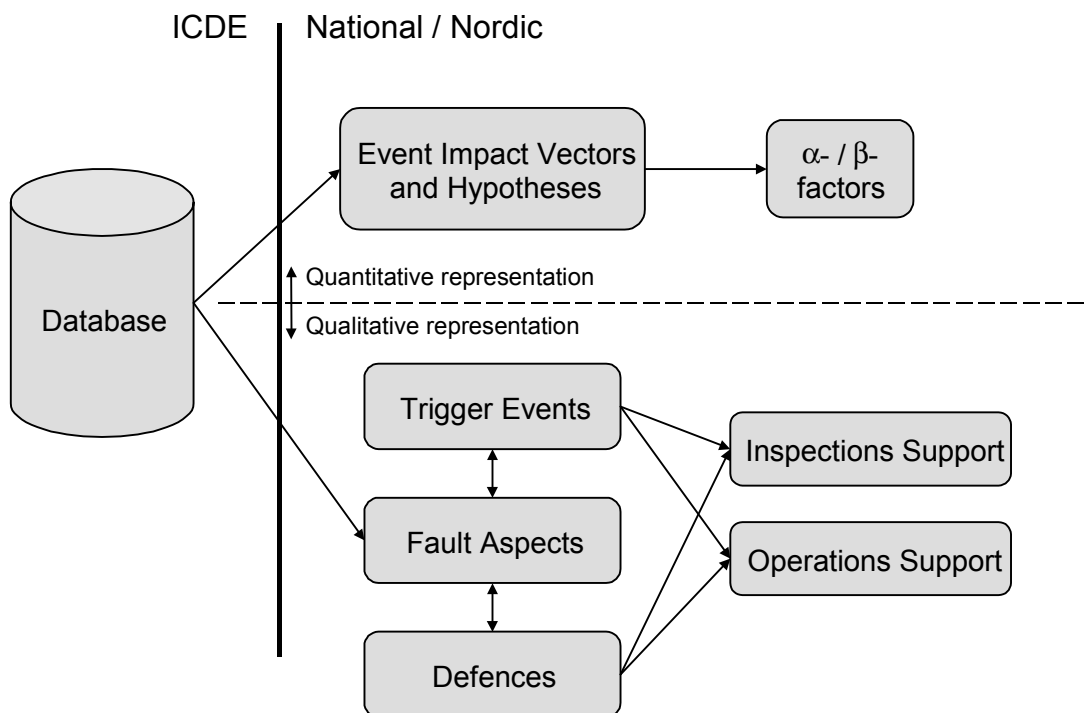 ICDE
National / Nordic
Event Impact Vectors
and Hypotheses
α- / β-
factors
Quantitative representation
Database
Qualitative representation
Trigger Events
Inspections Support
Fault Aspects
Operations Support
Defences